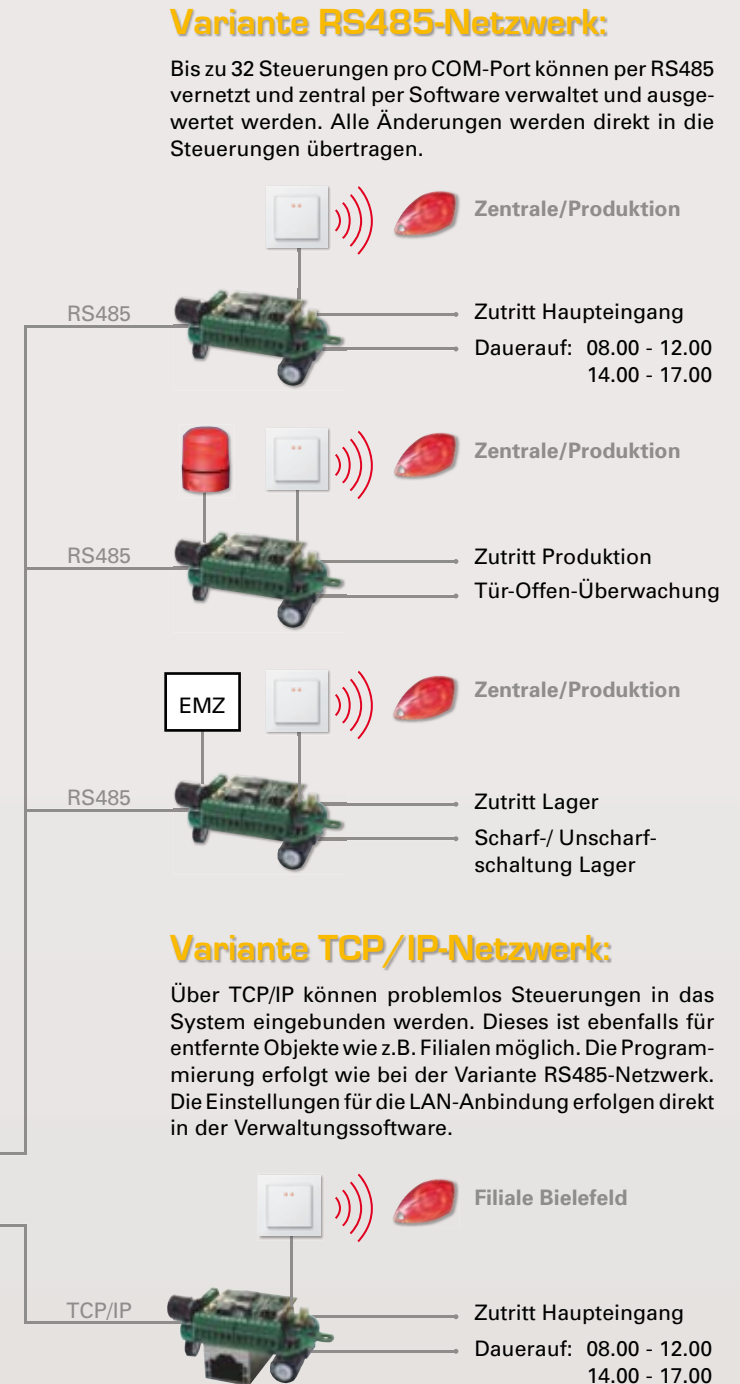 Variante RS485-Netzwerk:
Bis zu 32 Steuerungen pro COM-Port können per RS485
vernetzt und zentral per Software verwaltet und ausge-
wertet werden. Alle Änderungen werden direkt in die
Steuerungen übertragen.
Zentrale/Produktion
RS485
Zutritt Haupteingang
Dauerauf: 08.00 - 12.00
14.00 - 17.00
Zentrale/Produktion
RS485
Zutritt Produktion
Tür-Offen-Überwachung
EMZ
Zentrale/Produktion
RS485
Zutritt Lager
Scharf-/ Unscharf-
schaltung Lager
Variante TCP/IP-Netzwerk:
Über TCP/IP können problemlos Steuerungen in das
System eingebunden werden. Dieses ist ebenfalls für
entfernte Objekte wie z.B. Filialen möglich. Die Program-
mierung erfolgt wie bei der Variante RS485-Netzwerk.
Die Einstellungen für die LAN-Anbindung erfolgen direkt
in der Verwaltungssoftware.
Filiale Bielefeld
TCP/IP
Zutritt Haupteingang
Dauerauf: 08.00 - 12.00
14.00 - 17.00